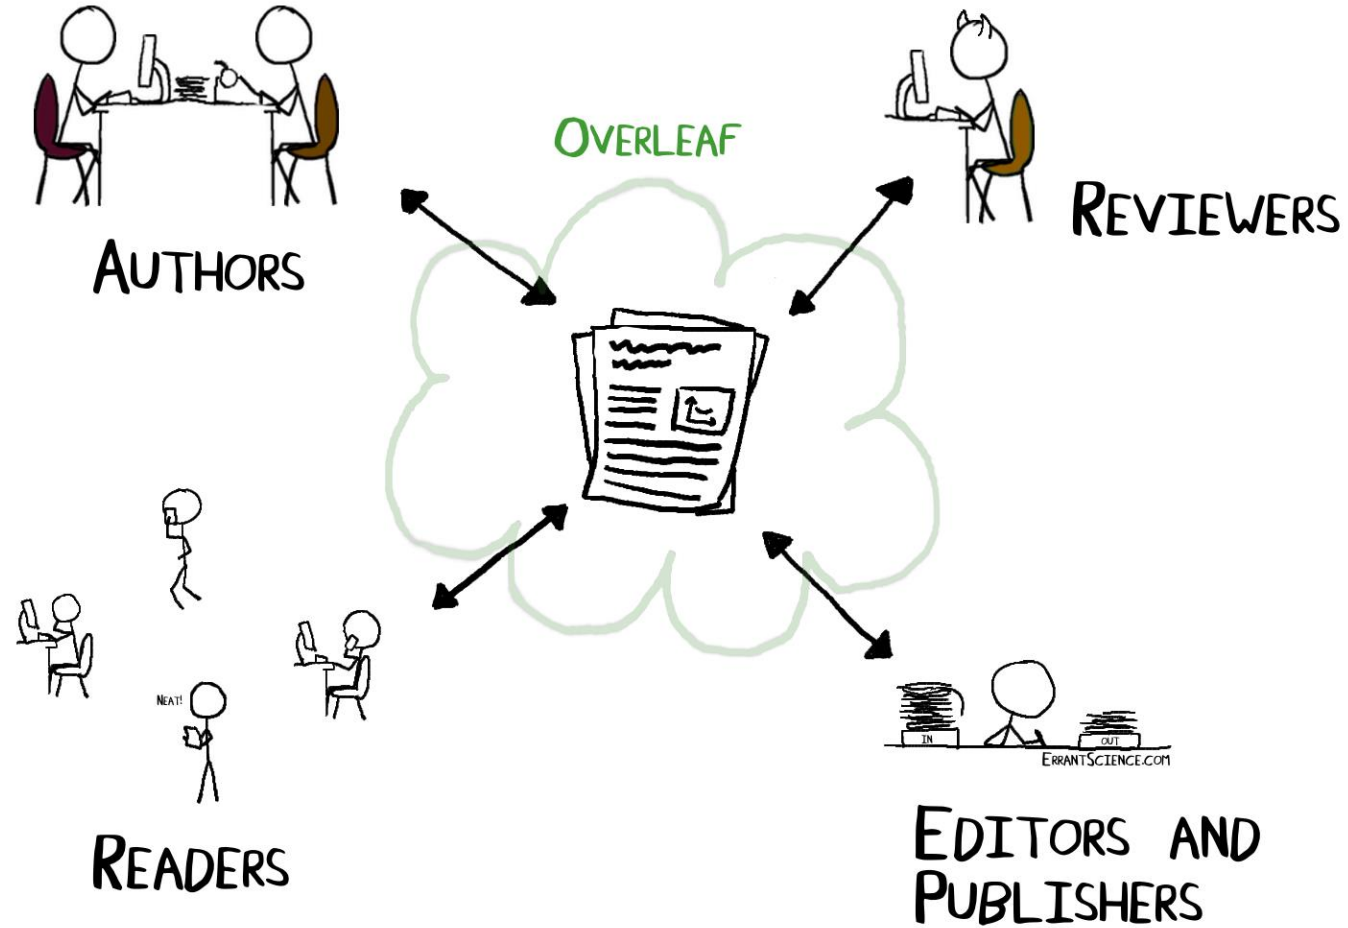 OVERLEAF
AUTHORS
REVIEWERS
NEAT!
IN
OUT
ERRANTSCIENCE.COM
READERS
EDITORS AND
PUBLISHERS